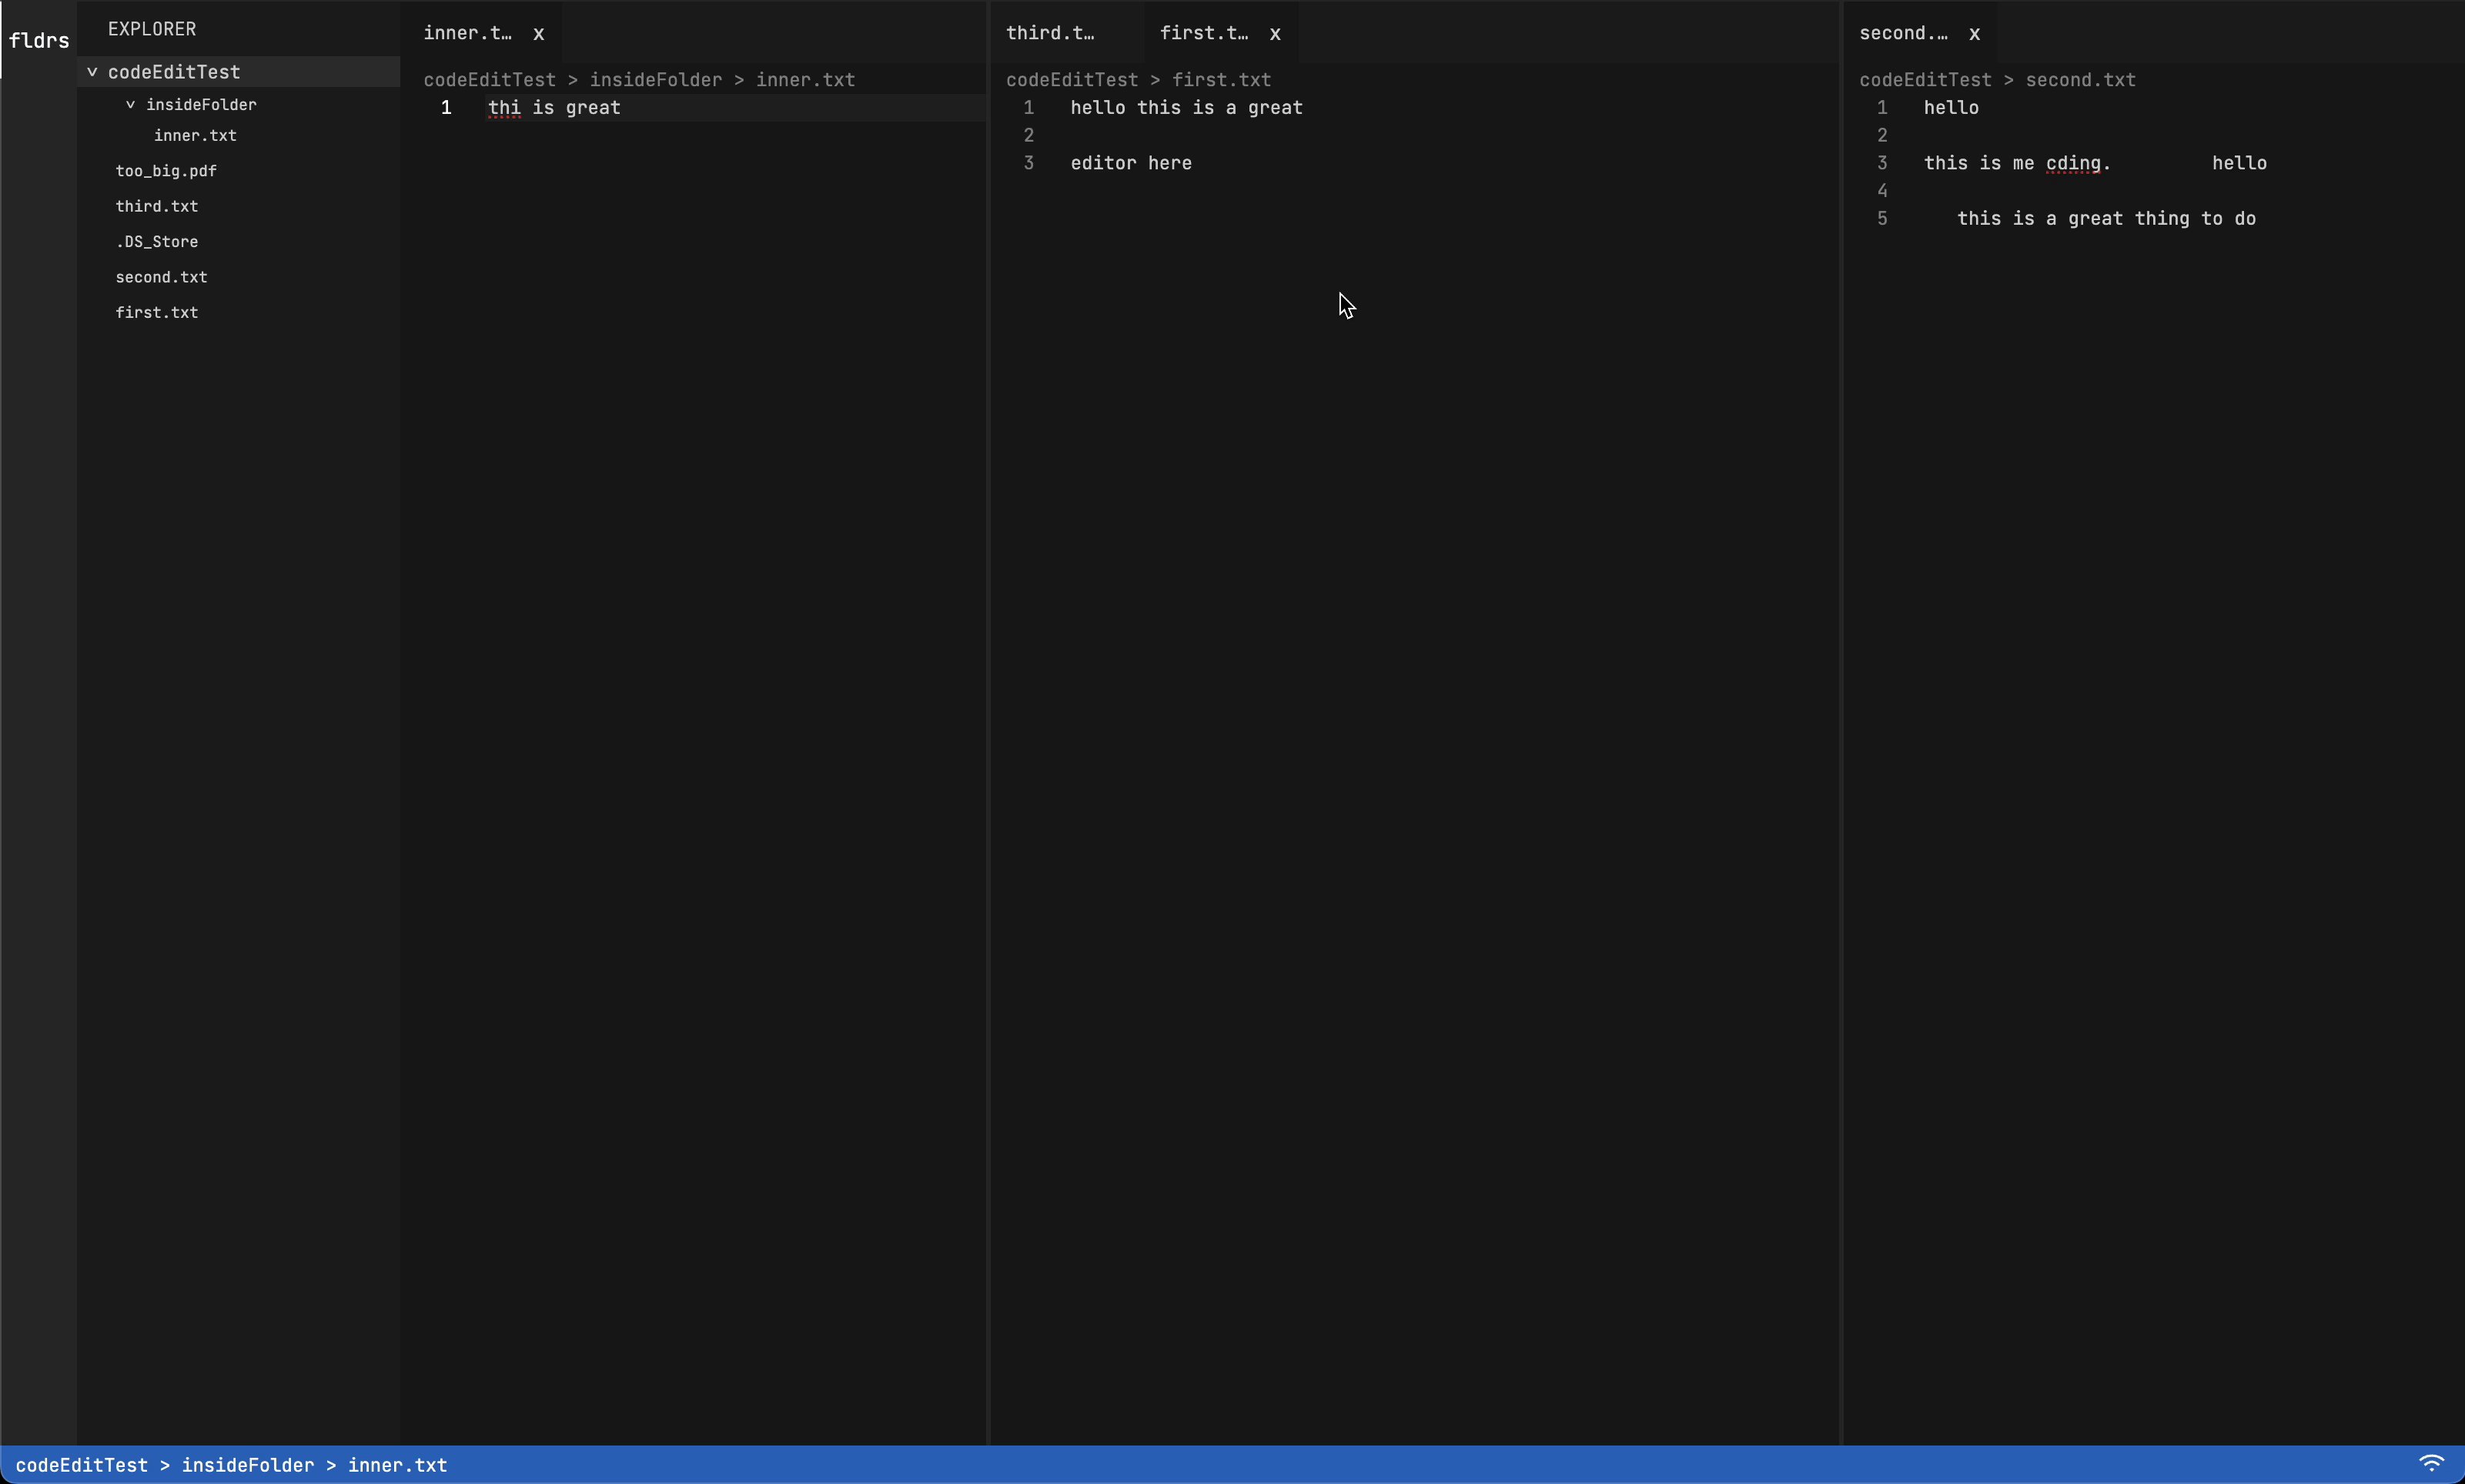 fldrs
EXPLORER
v codeEditTest
v insideFolder
inner.txt
too_big.pdf
third.txt
.DS_Store
second.txt
first.txt
inner.t… x
codeEditTest > insideFolder > inner.txt
1 thi is great
third.t… first.t… x
codeEditTest > first.txt
1 hello this is a great
2
3 editor here
second.… x
codeEditTest > second.txt
1 hello
2
3 this is me cding. hello
4
5 this is a great thing to do
codeEditTest > insideFolder > inner.txt